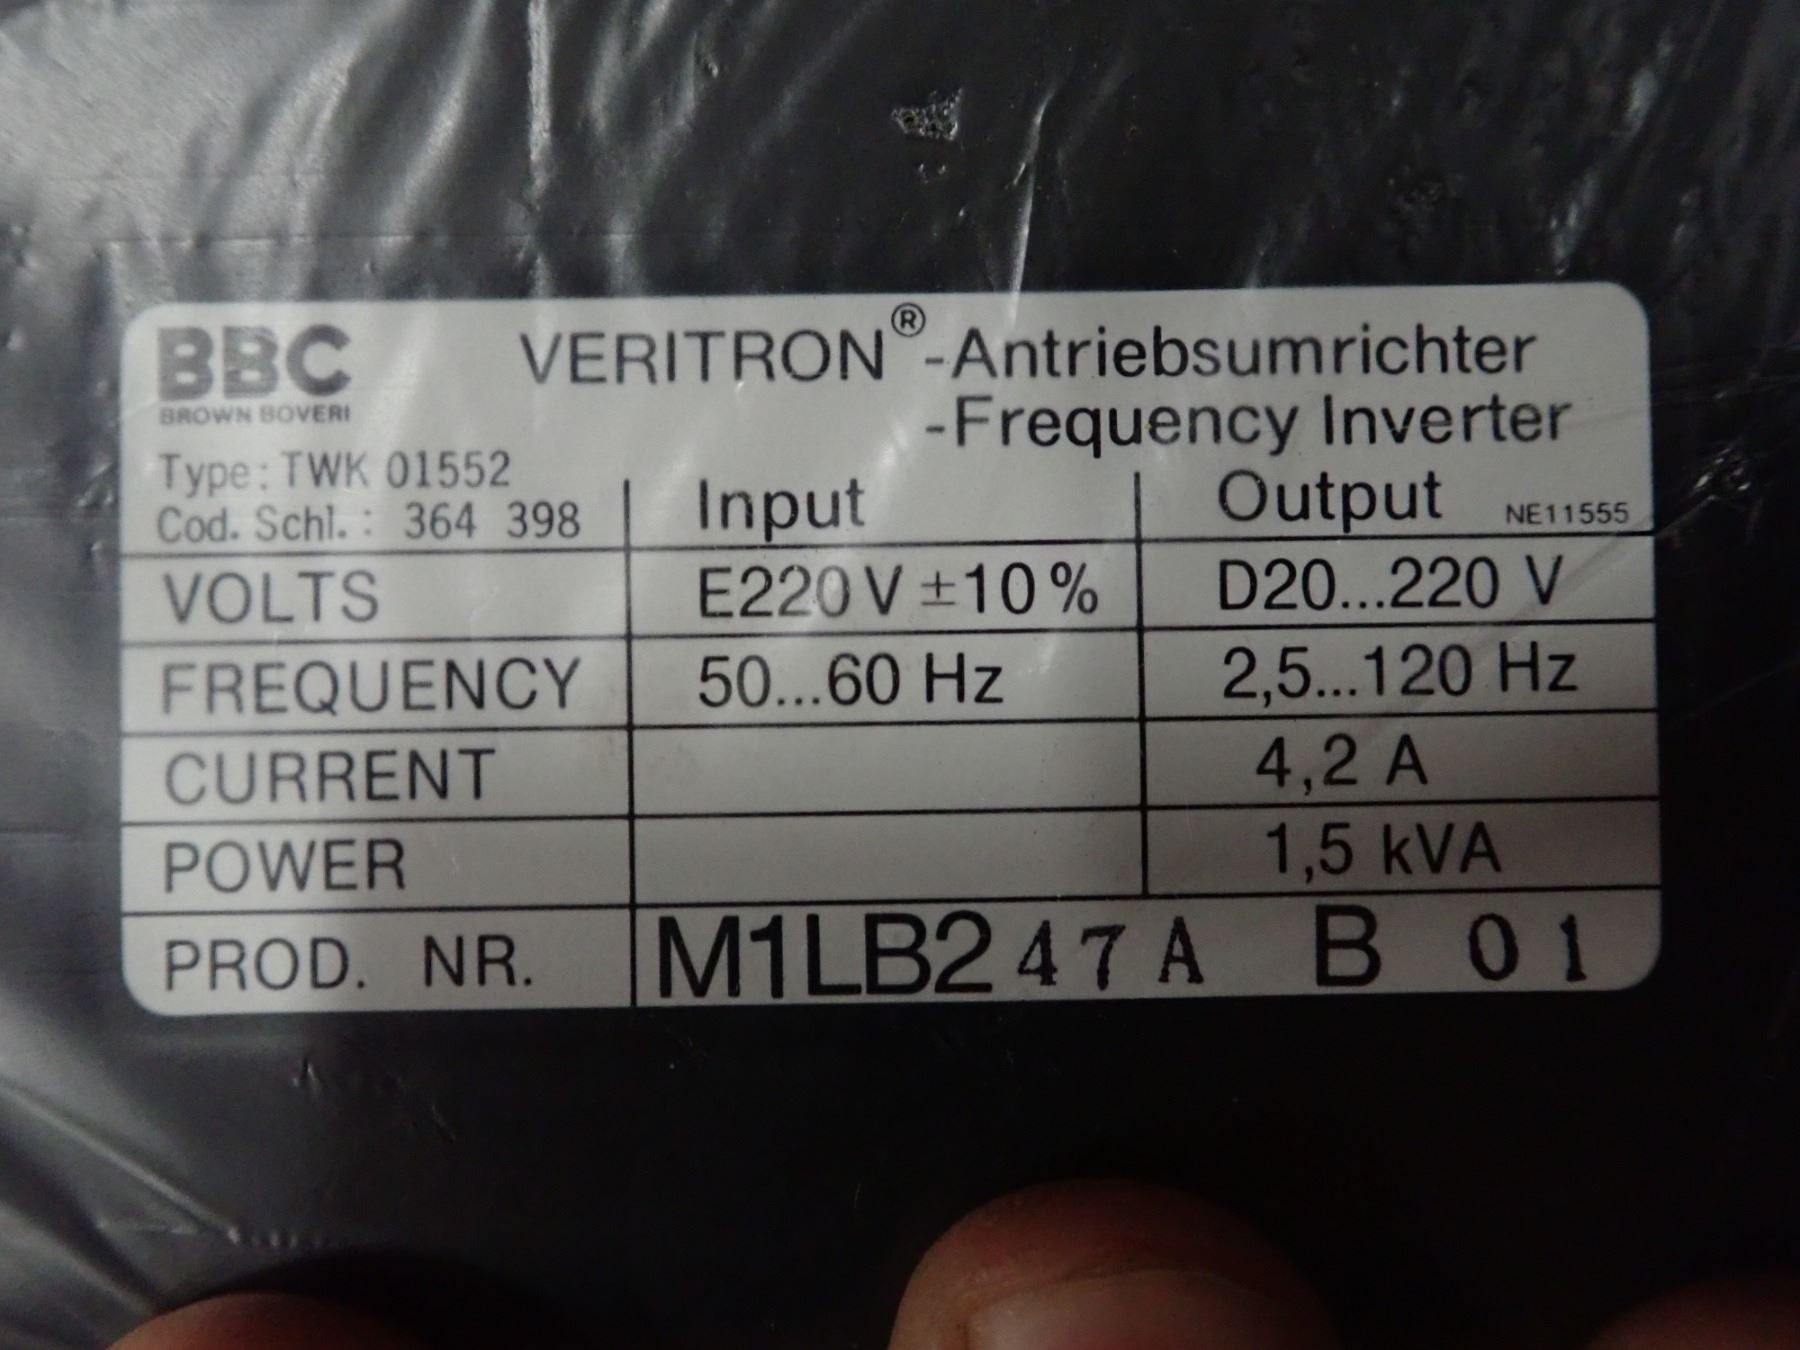 BBC
BROWN BOVERI
VERITRON®-Antriebsumrichter
-Frequency Inverter
Type: TWK 01552
Cod. Schl.: 364 398
Input
Output NE11555
VOLTS E220 V ±10 % D20...220 V
FREQUENCY 50...60 Hz 2,5...120 Hz
CURRENT 4,2 A
POWER 1,5 kVA
PROD. NR. M1LB247A B 01